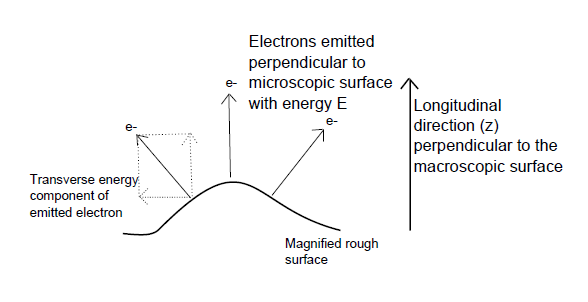 Electrons emitted
perpendicular to
e- microscopic surface
with energy E
e-
e-
Longitudinal
direction (z)
perpendicular to the
macroscopic surface
Transverse energy
component of
emitted electron
Magnified rough
surface